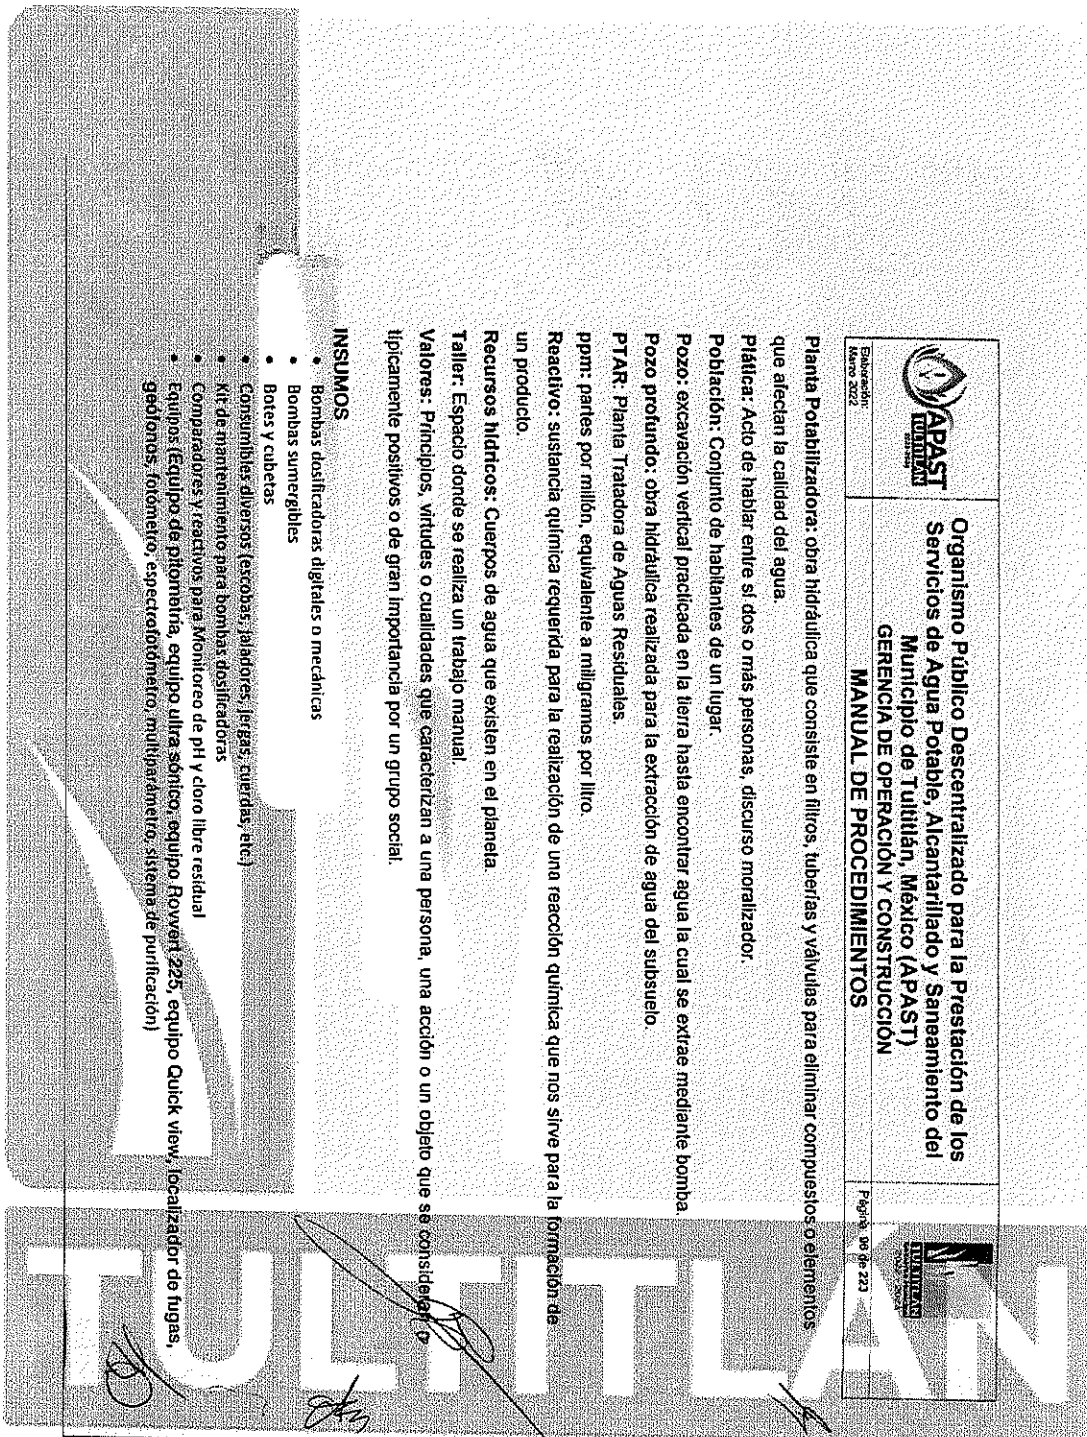 APAST
TULTITLÁN
Organismo Público Descentralizado para la Prestación de los
Servicios de Agua Potable, Alcantarillado y Saneamiento del
Municipio de Tultitlán, México (APAST)
GERENCIA DE OPERACIÓN Y CONSTRUCCIÓN
MANUAL DE PROCEDIMIENTOS
TULTITLÁN
Elaboración:
Marzo 2022
Página 96 de 223
Planta Potabilizadora: obra hidráulica que consiste en filtros, tuberías y válvulas para eliminar compuestos o elementos
que afectan la calidad del agua.
Plática: Acto de hablar entre sí dos o más personas, discurso moralizador.
Población: Conjunto de habitantes de un lugar.
Pozo: excavación vertical practicada en la tierra hasta encontrar agua la cual se extrae mediante bomba.
Pozo profundo: obra hidráulica realizada para la extracción de agua del subsuelo.
PTAR: Planta Tratadora de Aguas Residuales.
ppm: partes por millón, equivalente a miligramos por litro.
Reactivo: sustancia química requerida para la realización de una reacción química que nos sirve para la formación de
un producto.
Recursos hídricos: Cuerpos de agua que existen en el planeta.
Taller: Espacio donde se realiza un trabajo manual.
Valores: Principios, virtudes o cualidades que caracterizan a una persona, una acción o un objeto que se consideran o
típicamente positivos o de gran importancia por un grupo social.
INSUMOS
• Bombas dosificadoras digitales o mecánicas
• Bombas sumergibles
• Botes y cubetas
• Consumibles diversos (escobas, jaladores, jergas, cuerdas, etc.)
• Kit de mantenimiento para bombas dosificadoras
• Comparadores y reactivos para Monitoreo de pH y cloro libre residual
• Equipos (Equipo de pitometría, equipo ultra sónico, equipo Rovvert 225, equipo Quick view, localizador de fugas,
geófonos, fotómetro, espectrofotómetro, multiparámetro, sistema de purificación)
TULTITLÁN